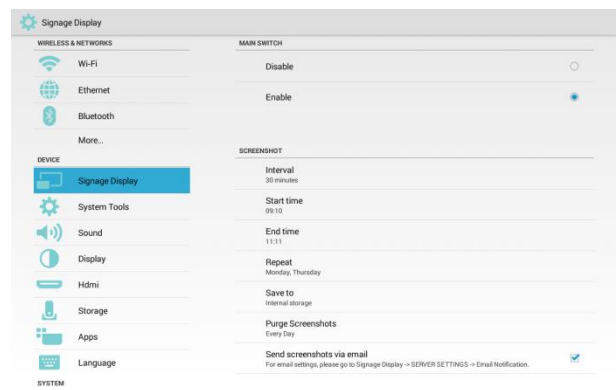 Signage Display
WIRELESS & NETWORKS
Wi-Fi
Ethernet
Bluetooth
More...
DEVICE
Signage Display
System Tools
Sound
Display
Hdmi
Storage
Apps
Language
SYSTEM
MAIN SWITCH
Disable
Enable
SCREENSHOT
Interval
30 minutes
Start time
09:10
End time
11:11
Repeat
Monday, Thursday
Save to
Internal storage
Purge Screenshots
Every Day
Send screenshots via email
For email settings, please go to Signage Display -> SERVER SETTINGS -> Email Notification.